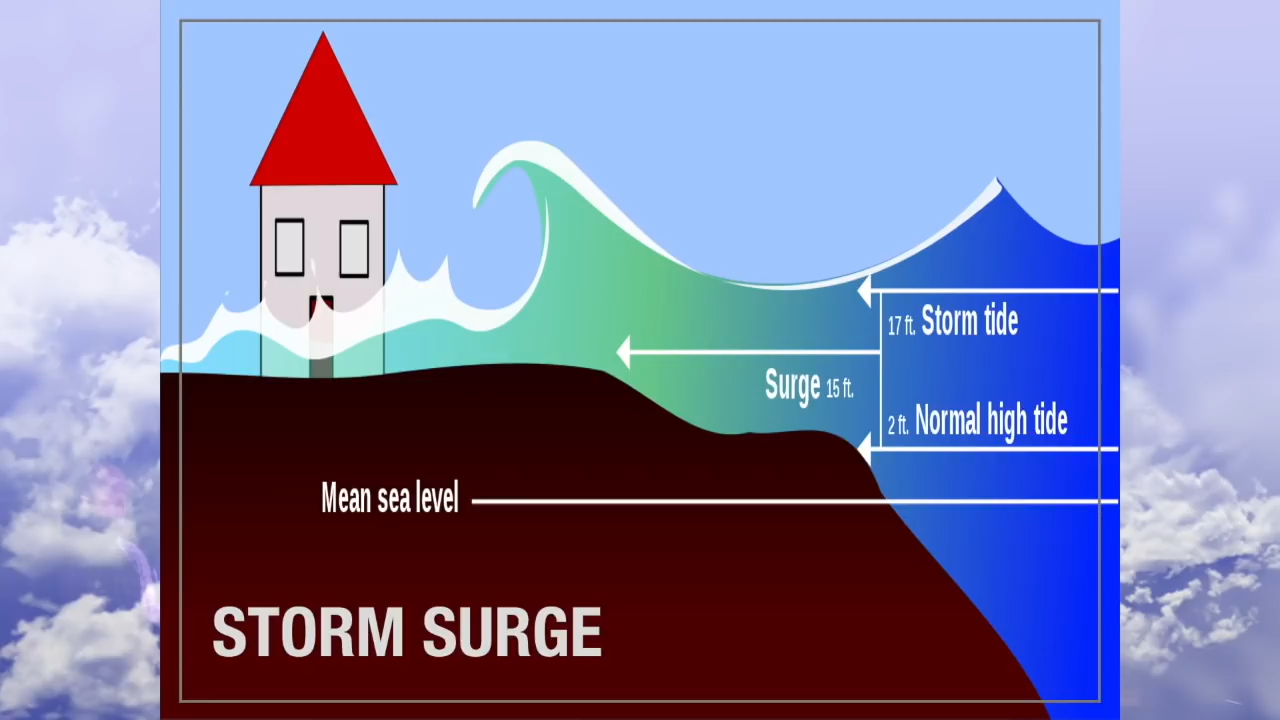 17 ft. Storm tide
Surge 15 ft.
2 ft. Normal high tide
Mean sea level
STORM SURGE